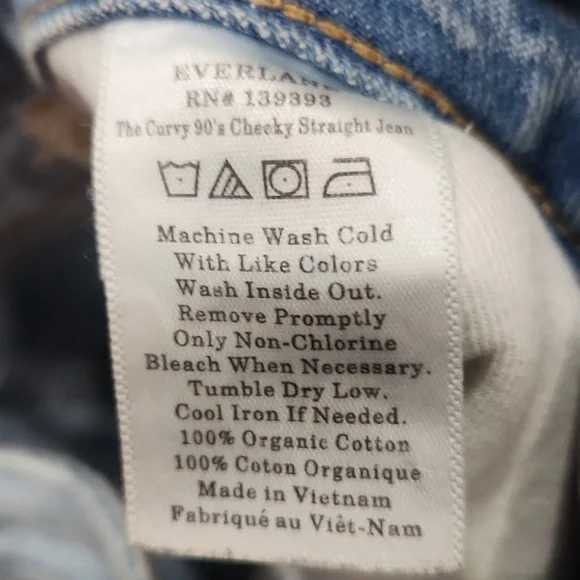 EVERLANE
RN# 139393
The Curvy 90's Cheeky Straight Jean
Machine Wash Cold
With Like Colors
Wash Inside Out.
Remove Promptly
Only Non-Chlorine
Bleach When Necessary.
Tumble Dry Low.
Cool Iron If Needed.
100% Organic Cotton
100% Coton Organique
Made in Vietnam
Fabriqué au Viêt-Nam